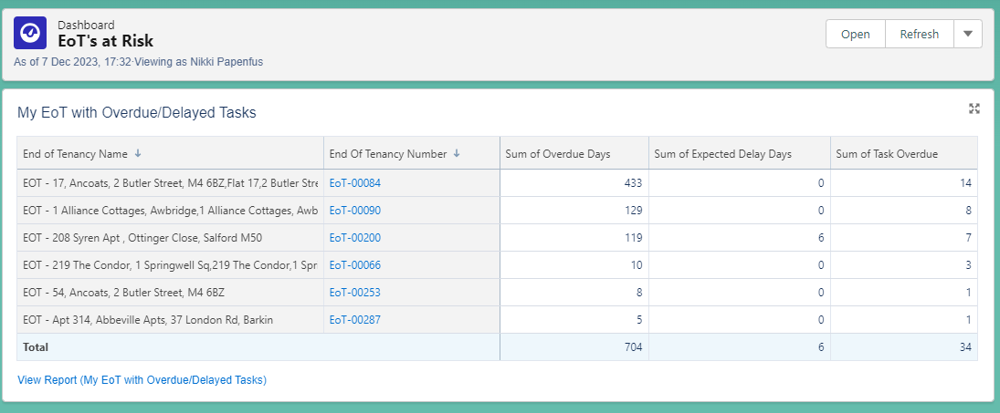 Dashboard
EoT's at Risk
As of 7 Dec 2023, 17:32·Viewing as Nikki Papenfus
Open Refresh
My EoT with Overdue/Delayed Tasks
End of Tenancy Name End Of Tenancy Number Sum of Overdue Days Sum of Expected Delay Days Sum of Task Overdue
EOT - 17, Ancoats, 2 Butler Street, M4 6BZ,Flat 17,2 Butler Stre EoT-00084 433 0 14
EOT - 1 Alliance Cottages, Awbridge,1 Alliance Cottages, Awb EoT-00090 129 0 8
EOT - 208 Syren Apt , Ottinger Close, Salford M50 EoT-00200 119 6 7
EOT - 219 The Condor, 1 Springwell Sq,219 The Condor,1 Spr EoT-00066 10 0 3
EOT - 54, Ancoats, 2 Butler Street, M4 6BZ EoT-00253 8 0 1
EOT - Apt 314, Abbeville Apts, 37 London Rd, Barkin EoT-00287 5 0 1
Total 704 6 34
View Report (My EoT with Overdue/Delayed Tasks)